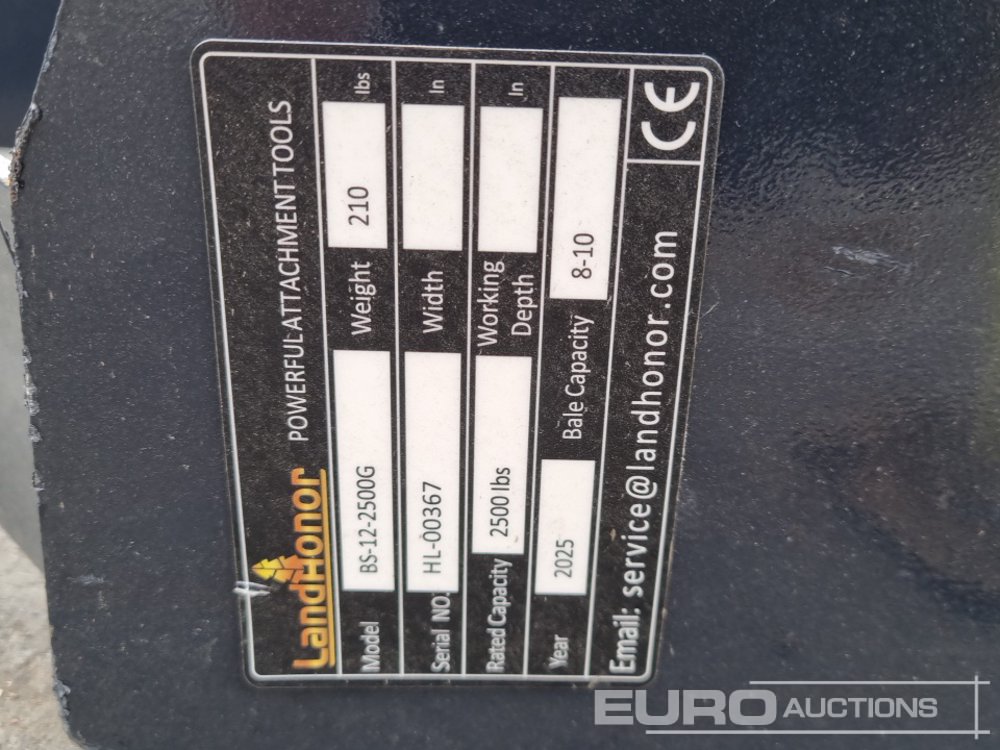 LandHonor POWERFUL ATTACHMENT TOOLS
Model BS-12-2500G Weight 210 lbs
Serial NO. HL-00367 Width In
Rated Capacity 2500 lbs Working Depth In
Year 2025 Bale Capacity 8-10
Email: service@landhonor.com CE
EURO AUCTIONS